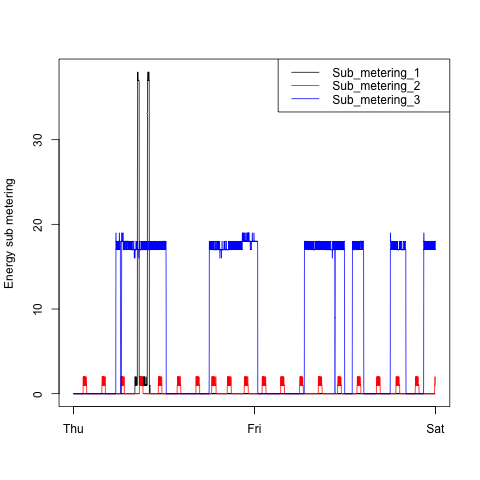 Sub_metering_1
Sub_metering_2
Sub_metering_3
Energy sub metering
30
20
10
0
Thu
Fri
Sat